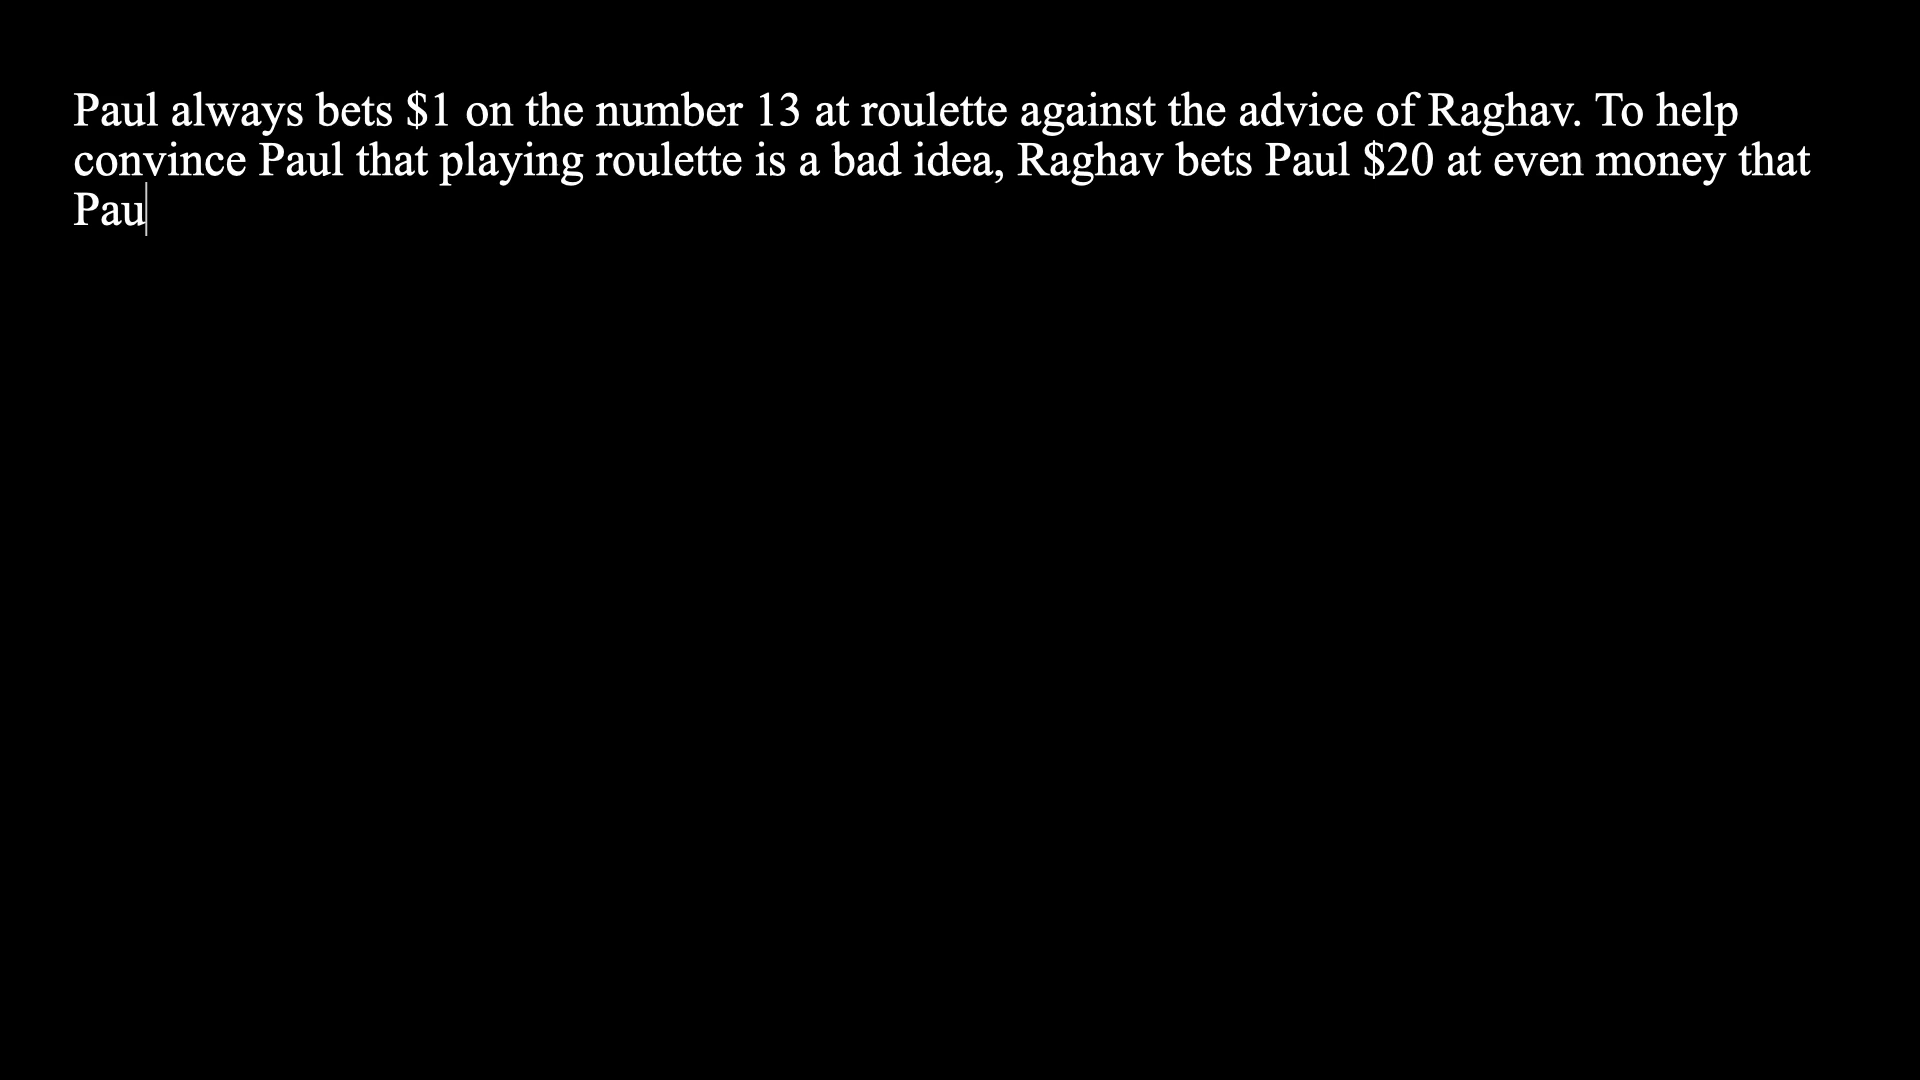 Paul always bets $1 on the number 13 at roulette against the advice of Raghav. To help
convince Paul that playing roulette is a bad idea, Raghav bets Paul $20 at even money that
Pau